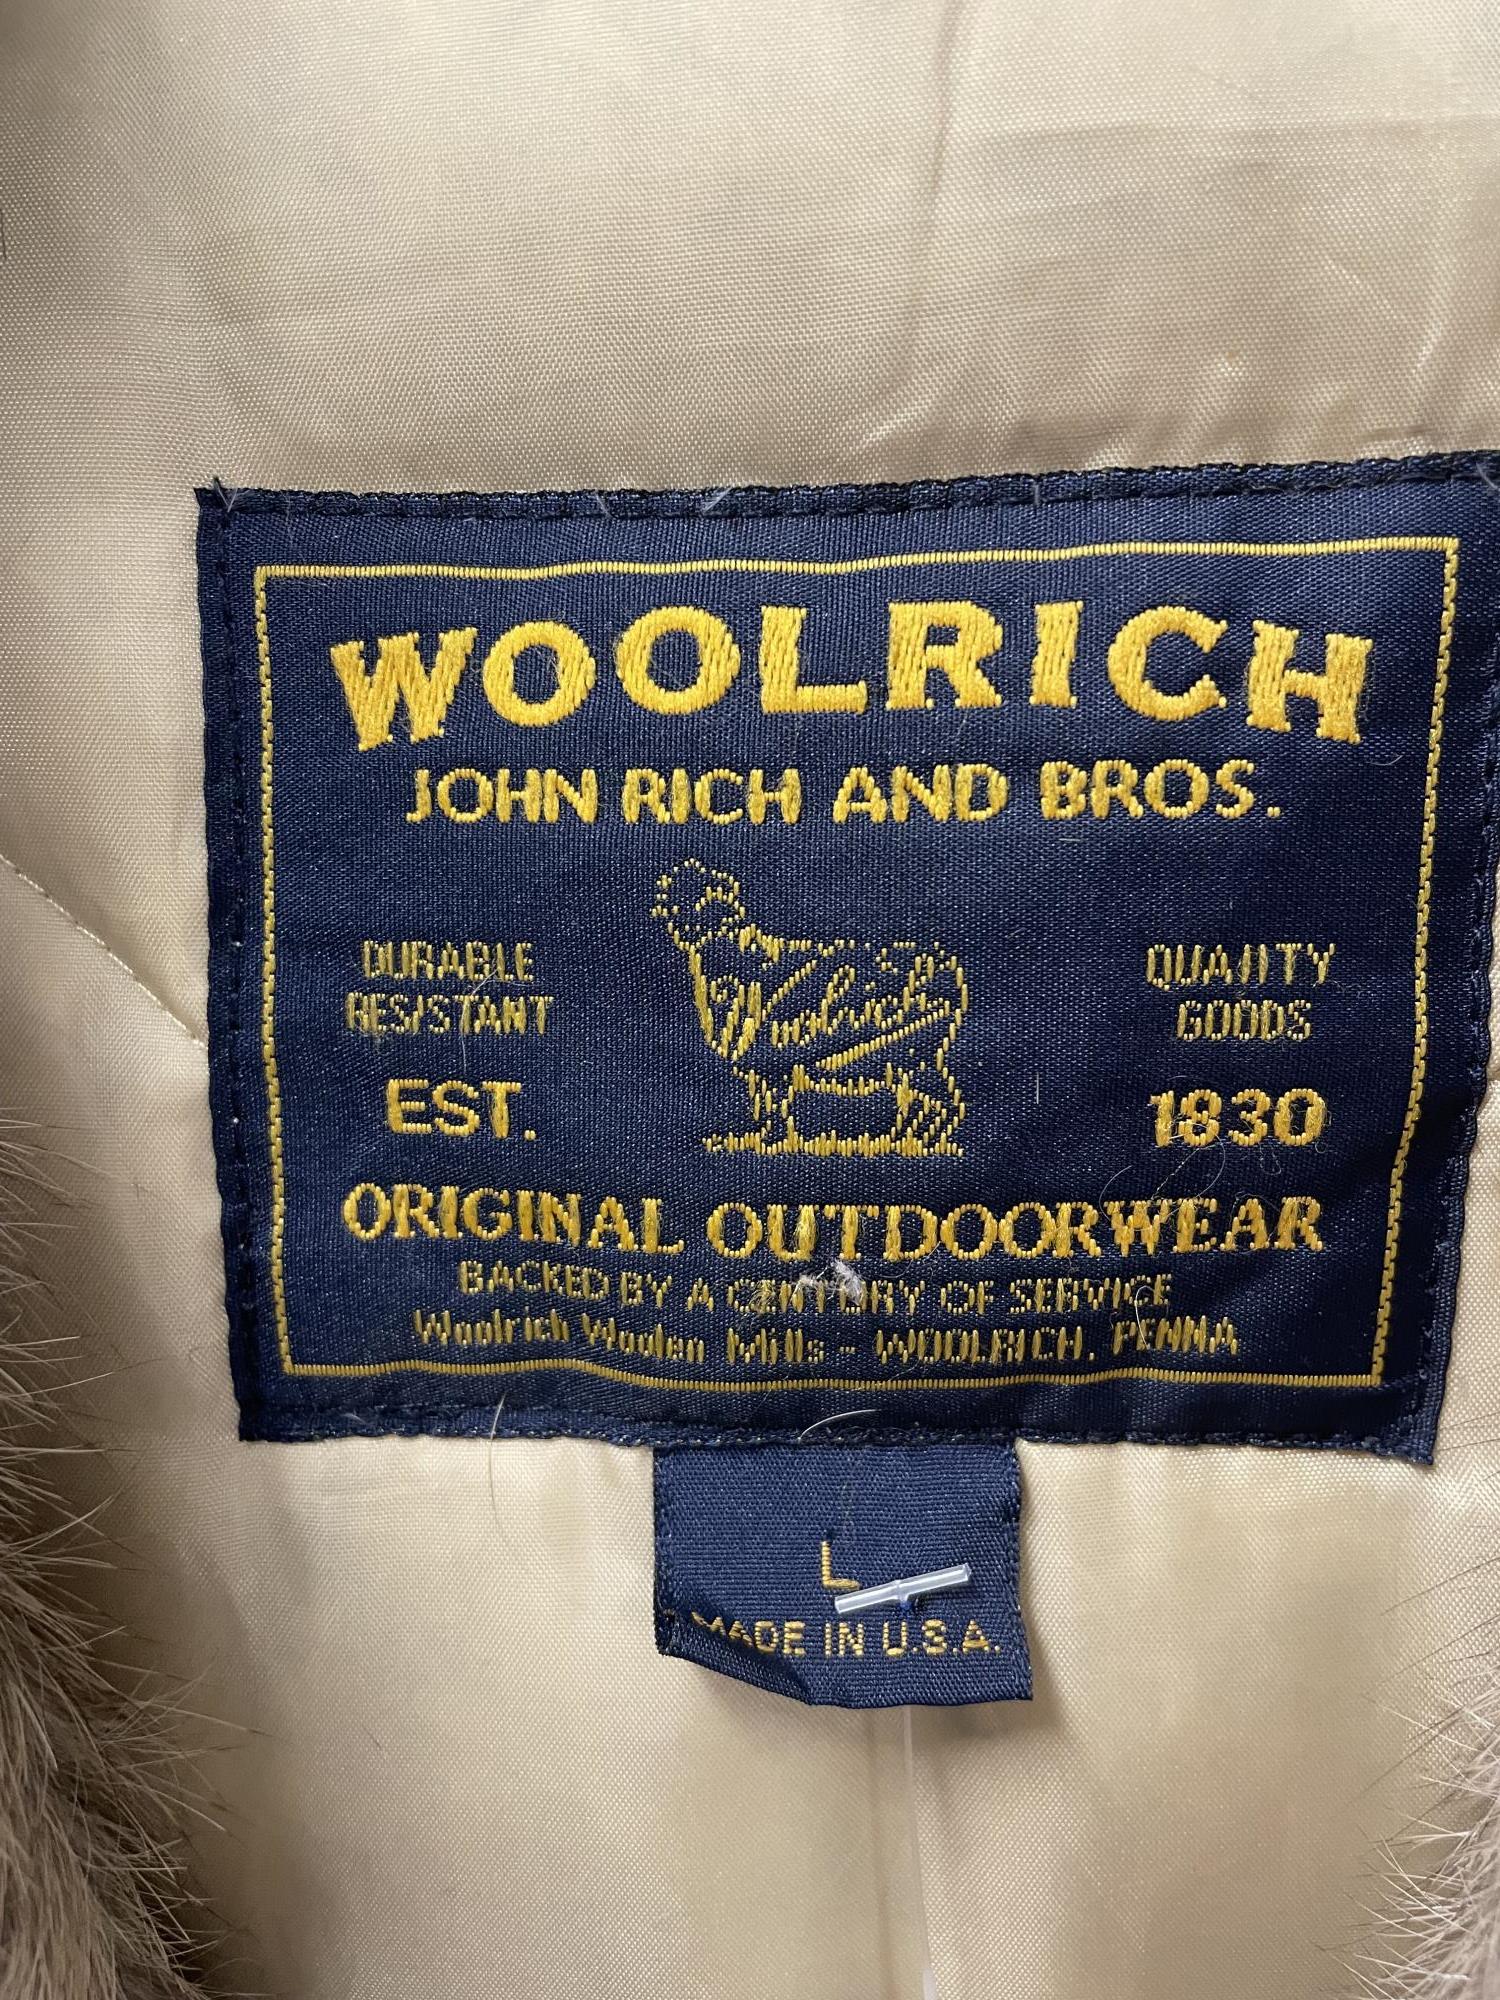 WOOLRICH
JOHN RICH AND BROS.
DURABLE
RESISTANT
Woolrich
QUALITY
GOODS
EST. 1830
ORIGINAL OUTDOORWEAR
BACKED BY A CENTURY OF SERVICE
Woolrich Woolen Mills - WOOLRICH, PENNA
L
MADE IN U.S.A.